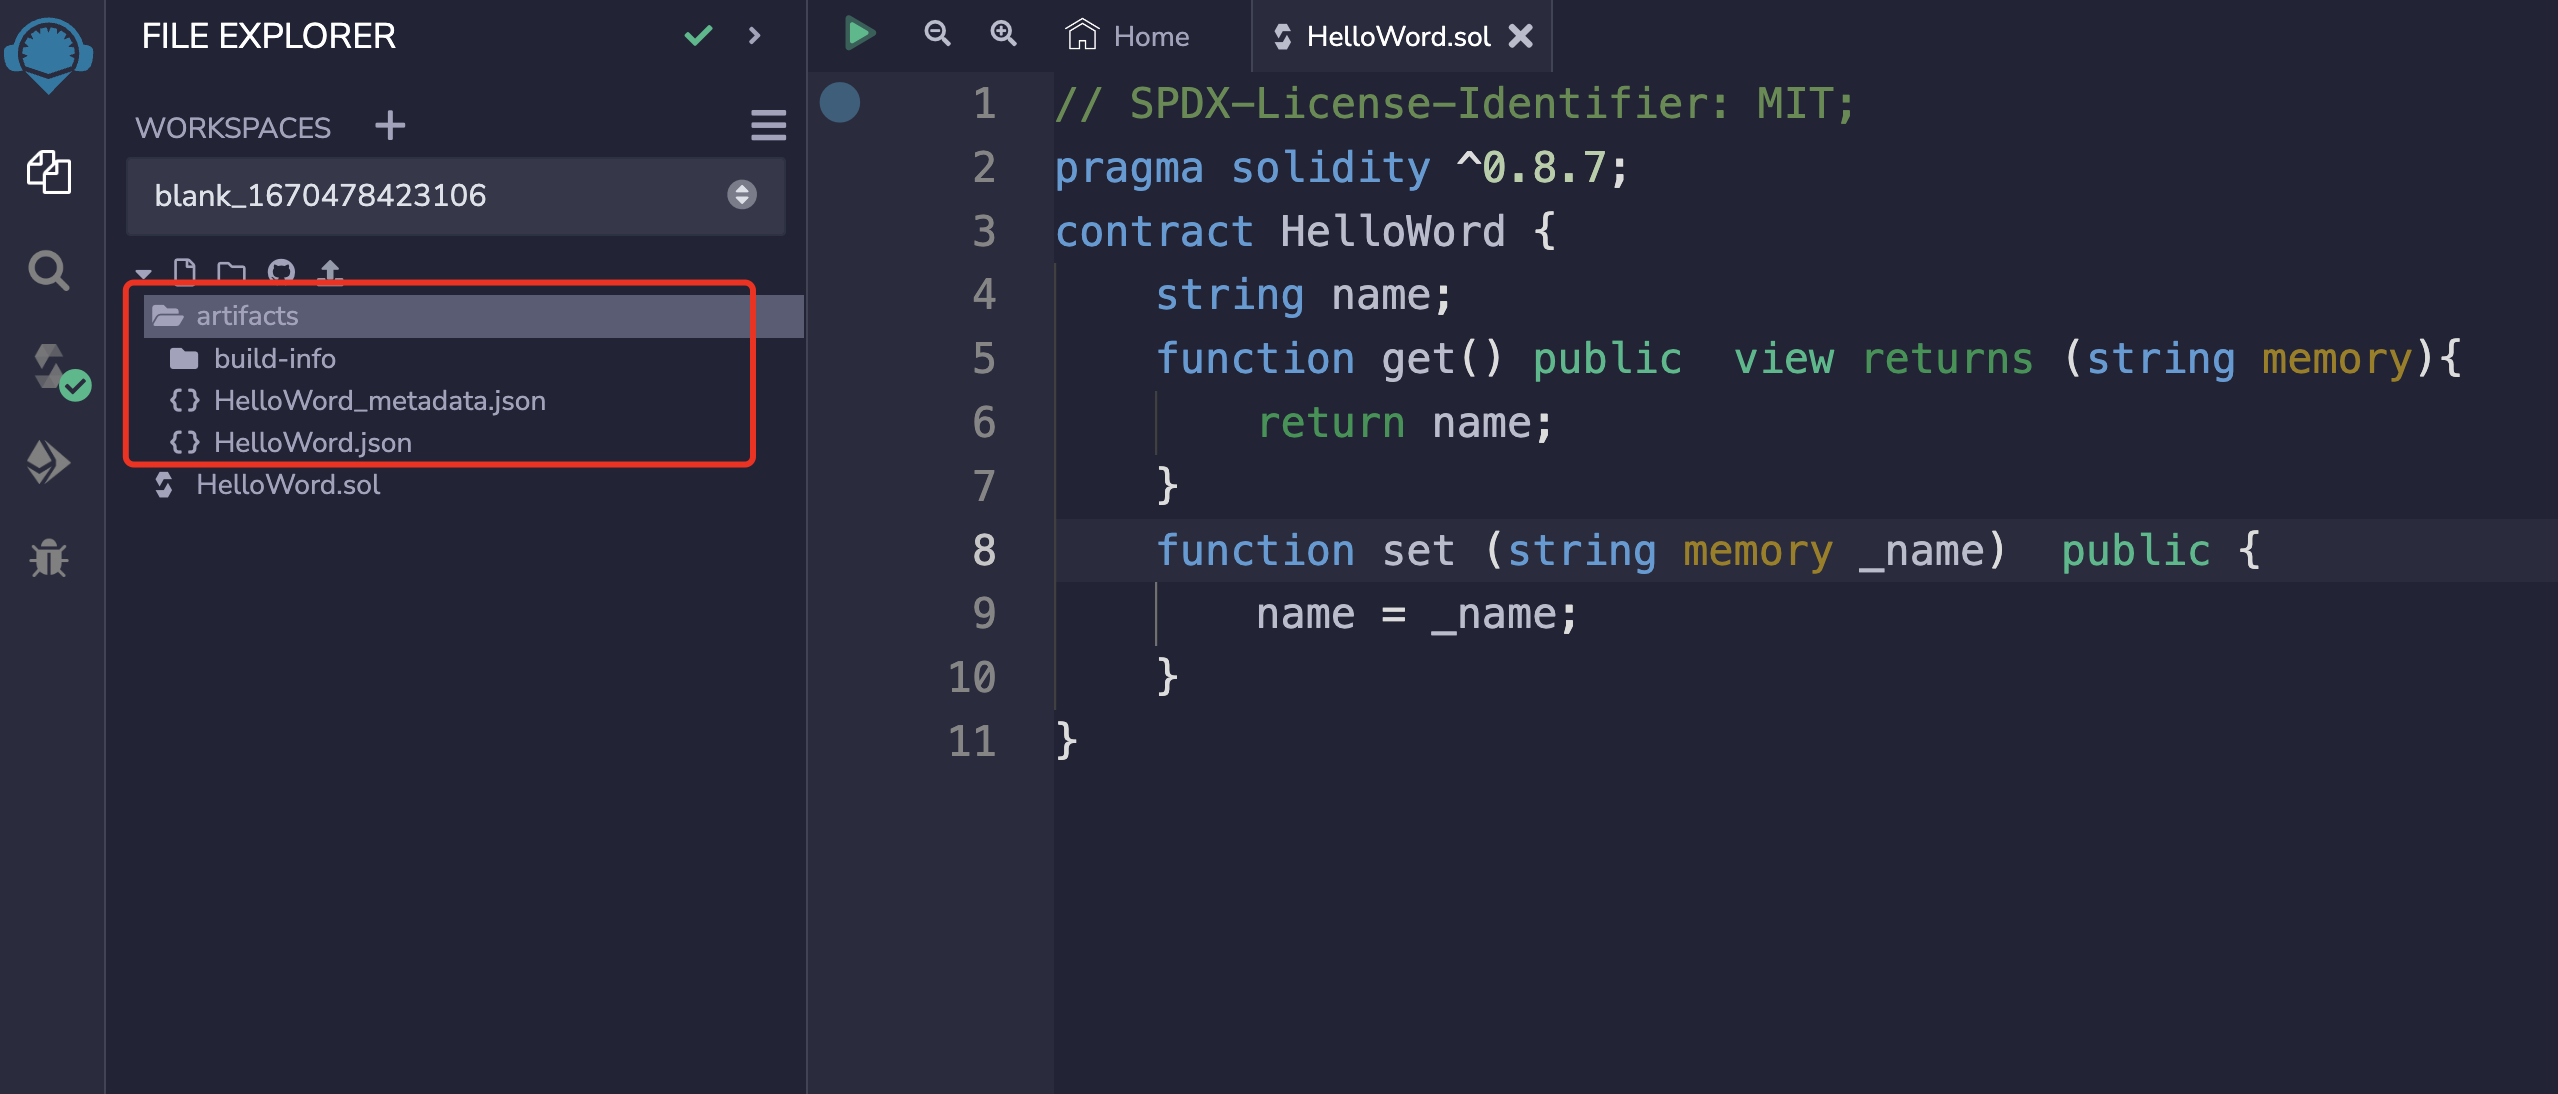 FILE EXPLORER
WORKSPACES
blank_1670478423106
artifacts
build-info
HelloWord_metadata.json
HelloWord.json
HelloWord.sol
Home
HelloWord.sol
1 // SPDX-License-Identifier: MIT;
2 pragma solidity ^0.8.7;
3 contract HelloWord {
4 string name;
5 function get() public  view returns (string memory){
6 return name;
7 }
8 function set (string memory _name)  public {
9 name = _name;
10 }
11 }